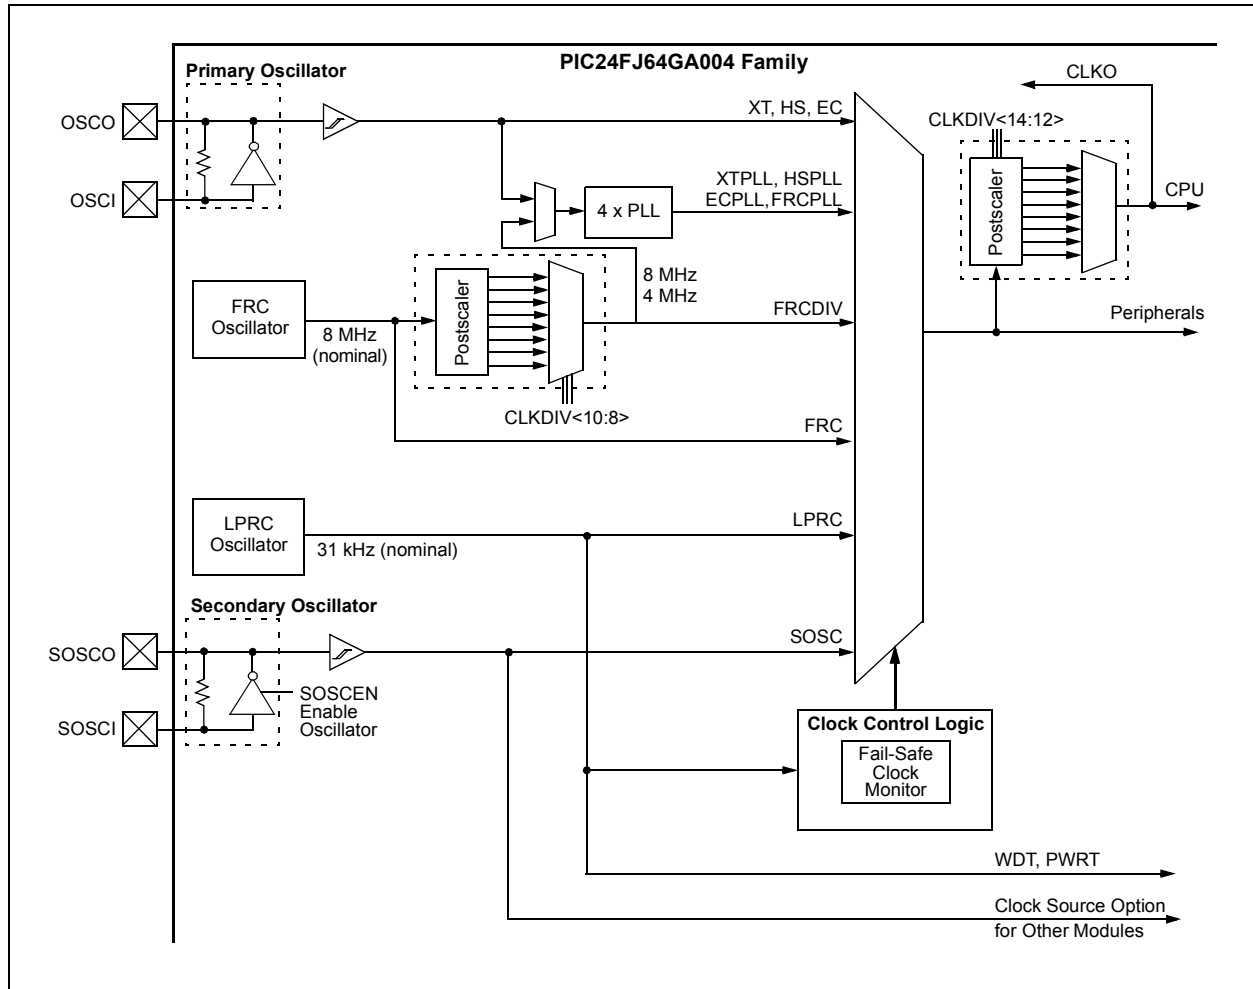 PIC24FJ64GA004 Family
Primary Oscillator
CLKO
OSCO
XT, HS, EC
CLKDIV<14:12>
XTPLL, HSPLL
ECPLL,FRCPLL
CPU
OSCI
4 x PLL
Postscaler
8 MHz
4 MHz
FRC
Oscillator
8 MHz
(nominal)
Postscaler
FRCDIV
Peripherals
CLKDIV<10:8>
FRC
LPRC
Oscillator
31 kHz (nominal)
LPRC
Secondary Oscillator
SOSCO
SOSC
SOSCEN
Enable
Oscillator
SOSCI
Clock Control Logic
Fail-Safe
Clock
Monitor
WDT, PWRT
Clock Source Option
for Other Modules